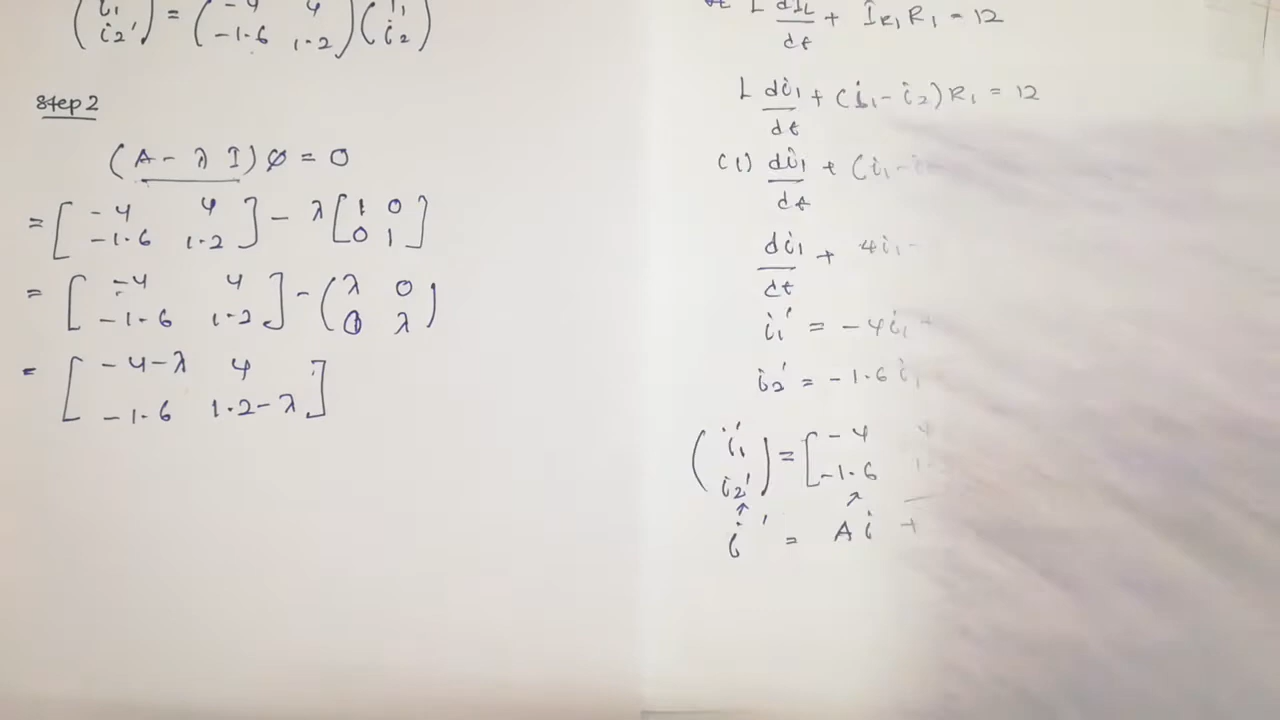 (i₁ i₂') = (-4 4 -1.6 1.2)(i₁ i₂)
Step 2
(A - λ I) φ = 0
= [-4 4 -1.6 1.2] - λ [1 0 0 1]
= [-4 4 -1.6 1.2] - (λ 0 0 λ)
= [-4-λ 4 -1.6 1.2-λ]
L dI_L/dt + I_R₁ R₁ = 12
L di₁/dt + (i₁ - i₂) R₁ = 12
(1) di₁/dt + (i₁ -
di₁/dt + 4i₁ -
i₁' = -4i₁ +
i₂' = -1.6 i₁
(i₁' i₂') = [-4 -1.6
i' = A i +